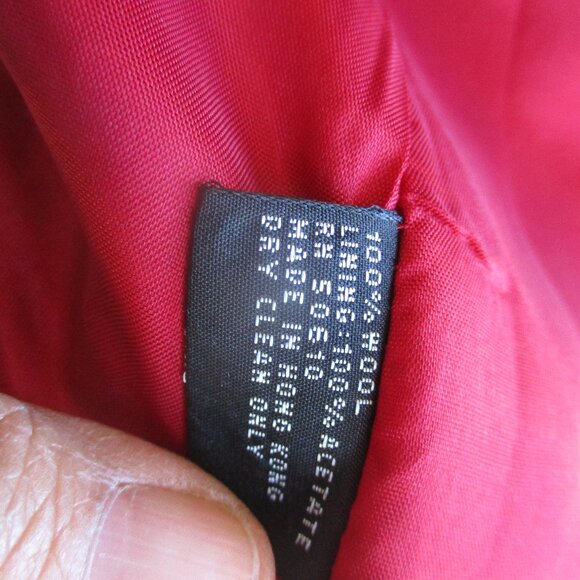 100% WOOL
LINING:100% ACETATE
RN 50610
MADE IN HONG KONG
DRY CLEAN ONLY